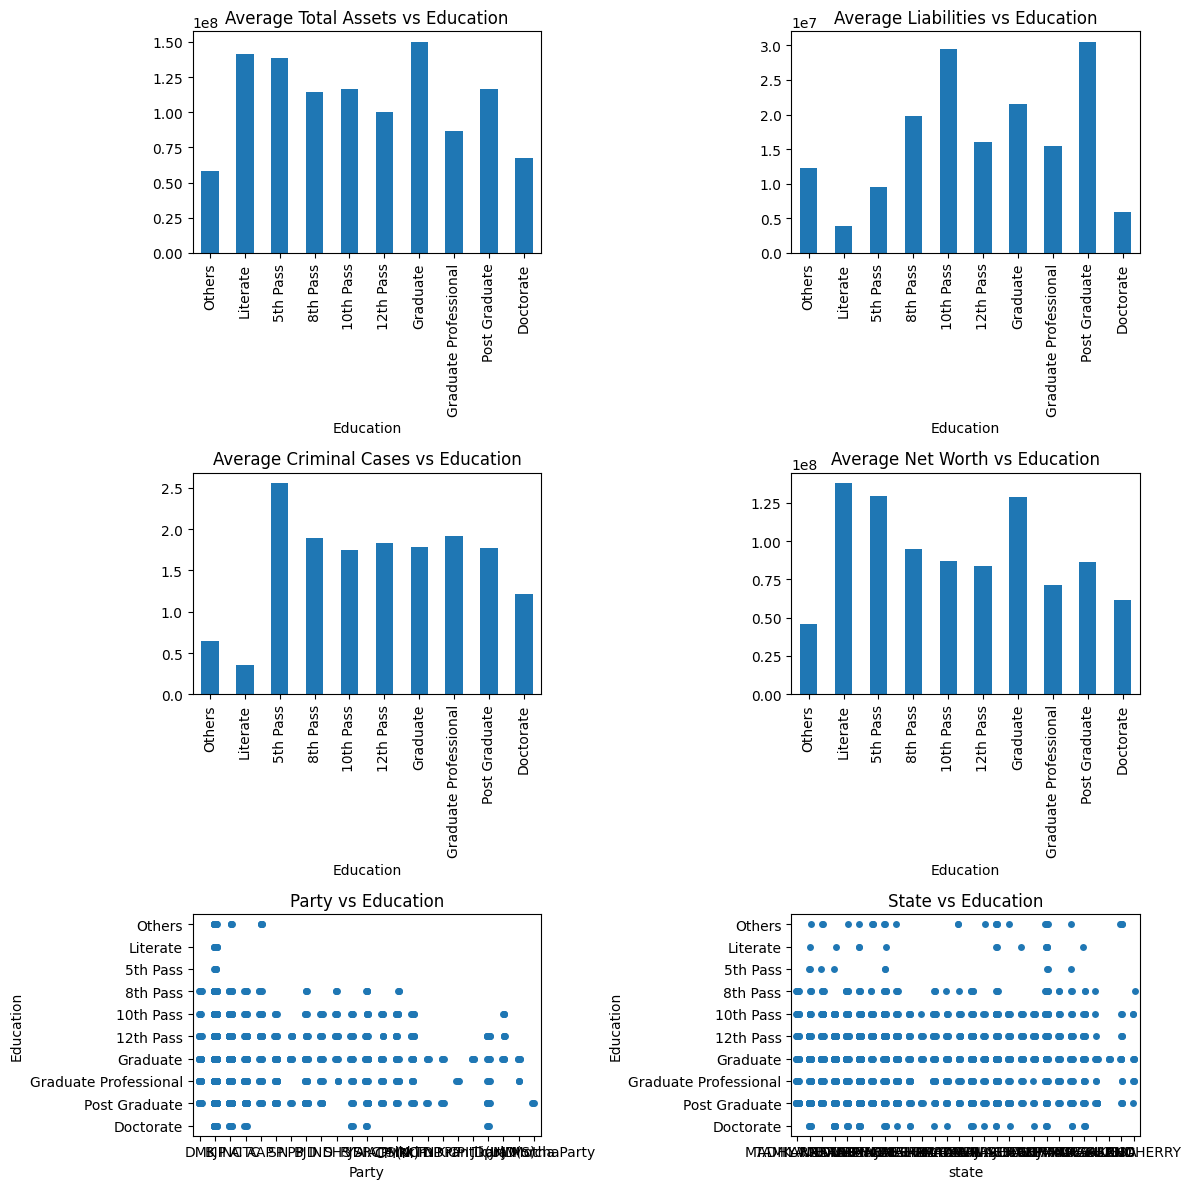 Average Total Assets vs Education
1e8
1.50
1.25
1.00
0.75
0.50
0.25
0.00
Others
Literate
5th Pass
8th Pass
10th Pass
12th Pass
Graduate
Graduate Professional
Post Graduate
Doctorate
Education
Average Liabilities vs Education
1e7
3.0
2.5
2.0
1.5
1.0
0.5
0.0
Others
Literate
5th Pass
8th Pass
10th Pass
12th Pass
Graduate
Graduate Professional
Post Graduate
Doctorate
Education
Average Criminal Cases vs Education
2.5
2.0
1.5
1.0
0.5
0.0
Others
Literate
5th Pass
8th Pass
10th Pass
12th Pass
Graduate
Graduate Professional
Post Graduate
Doctorate
Education
Average Net Worth vs Education
1e8
1.25
1.00
0.75
0.50
0.25
0.00
Others
Literate
5th Pass
8th Pass
10th Pass
12th Pass
Graduate
Graduate Professional
Post Graduate
Doctorate
Education
Party vs Education
Education
Others
Literate
5th Pass
8th Pass
10th Pass
12th Pass
Graduate
Graduate Professional
Post Graduate
Doctorate
DMK
Party
State vs Education
Education
Others
Literate
5th Pass
8th Pass
10th Pass
12th Pass
Graduate
Graduate Professional
Post Graduate
Doctorate
state